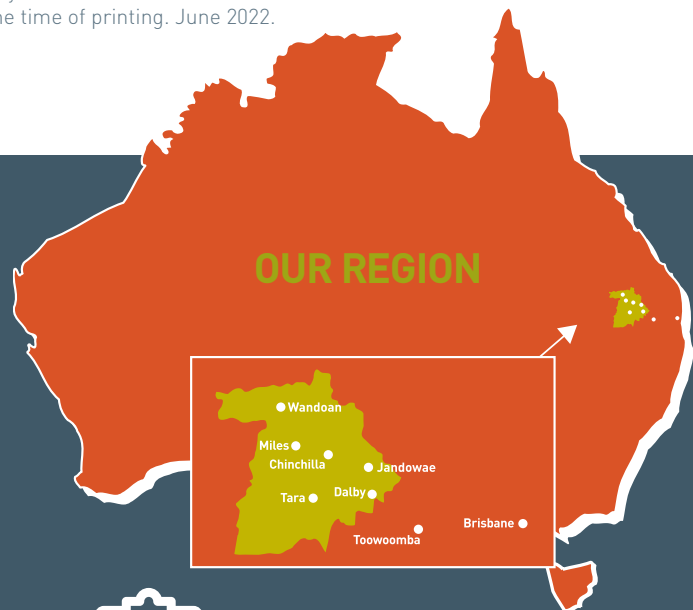 he time of printing. June 2022.
OUR REGION
Wandoan
Miles
Chinchilla
Jandowae
Tara
Dalby
Brisbane
Toowoomba